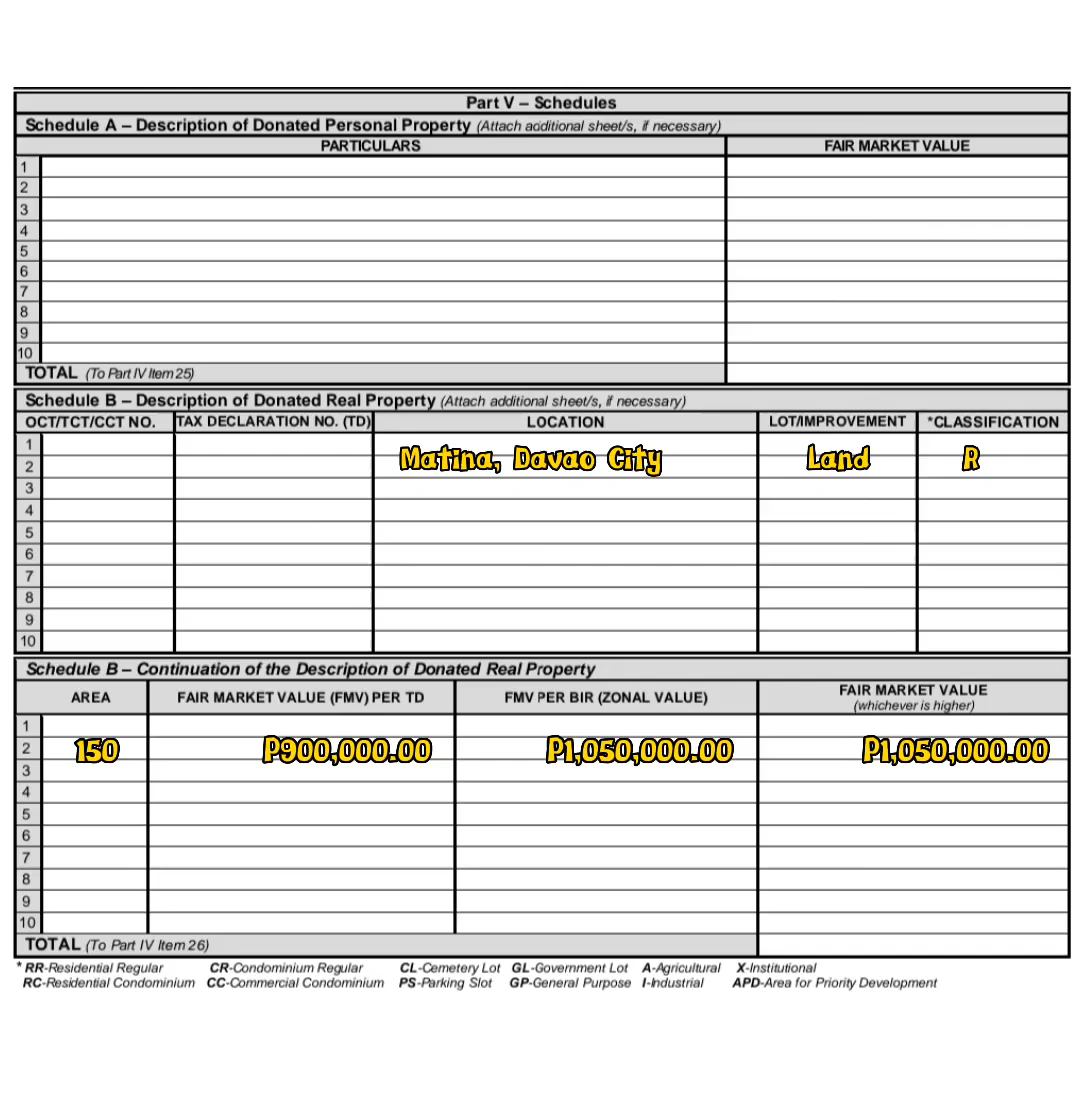 Part V – Schedules
Schedule A – Description of Donated Personal Property (Attach additional sheet/s, if necessary)
PARTICULARS FAIR MARKET VALUE
1
2
3
4
5
6
7
8
9
10
TOTAL (To Part IV Item 25)
Schedule B – Description of Donated Real Property (Attach additional sheet/s, if necessary)
OCT/TCT/CCT NO. TAX DECLARATION NO. (TD) LOCATION LOT/IMPROVEMENT *CLASSIFICATION
1
2 Matina, Davao City Land R
3
4
5
6
7
8
9
10
Schedule B – Continuation of the Description of Donated Real Property
AREA FAIR MARKET VALUE (FMV) PER TD FMV PER BIR (ZONAL VALUE) FAIR MARKET VALUE
(whichever is higher)
1
2 150 P900,000.00 P1,050,000.00 P1,050,000.00
3
4
5
6
7
8
9
10
TOTAL (To Part IV Item 26)
* RR-Residential Regular CR-Condominium Regular CL-Cemetery Lot GL-Government Lot A-Agricultural X-Institutional
RC-Residential Condominium CC-Commercial Condominium PS-Parking Slot GP-General Purpose I-Industrial APD-Area for Priority Development